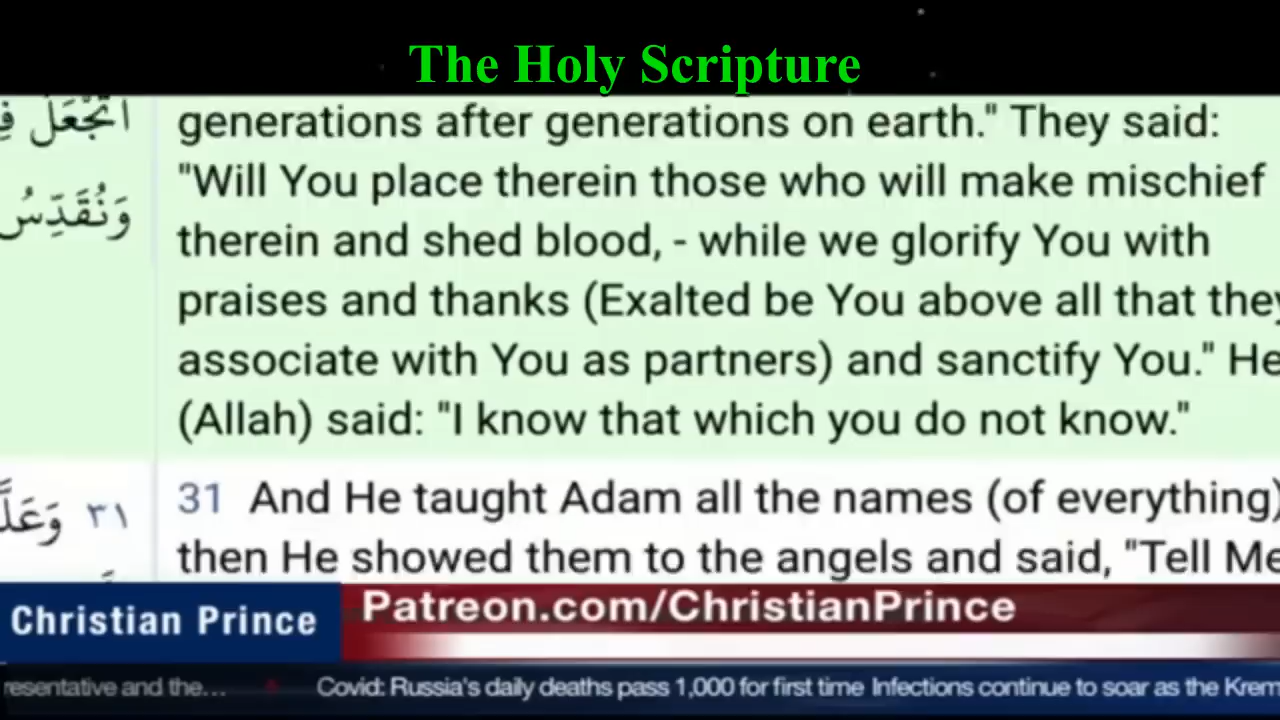 The Holy Scripture
أَتَجْعَلُ
generations after generations on earth." They said:
"Will You place therein those who will make mischief
وَنُقَدِّسُ
therein and shed blood, - while we glorify You with
praises and thanks (Exalted be You above all that they
associate with You as partners) and sanctify You." He
(Allah) said: "I know that which you do not know."
٣١
31 And He taught Adam all the names (of everything)
then He showed them to the angels and said, "Tell Me
Christian Prince
Patreon.com/ChristianPrince
resentative and the... Covid: Russia's daily deaths pass 1,000 for first time Infections continue to soar as the Krem